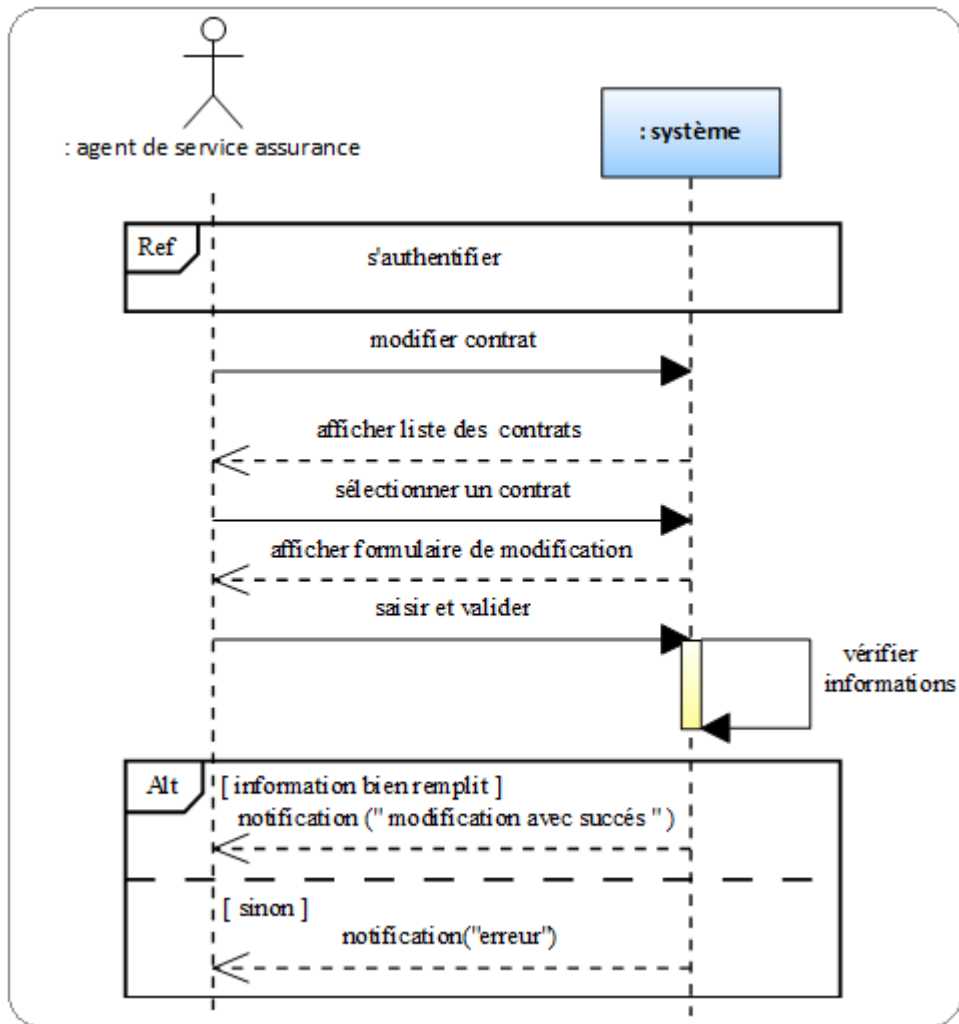 : agent de service assurance
: système
Ref
s'authentifier
modifier contrat
afficher liste des contrats
sélectionner un contrat
afficher formulaire de modification
saisir et valider
vérifier
informations
Alt
[ information bien remplit ]
notification (" modification avec succés " )
[ sinon ]
notification("erreur")